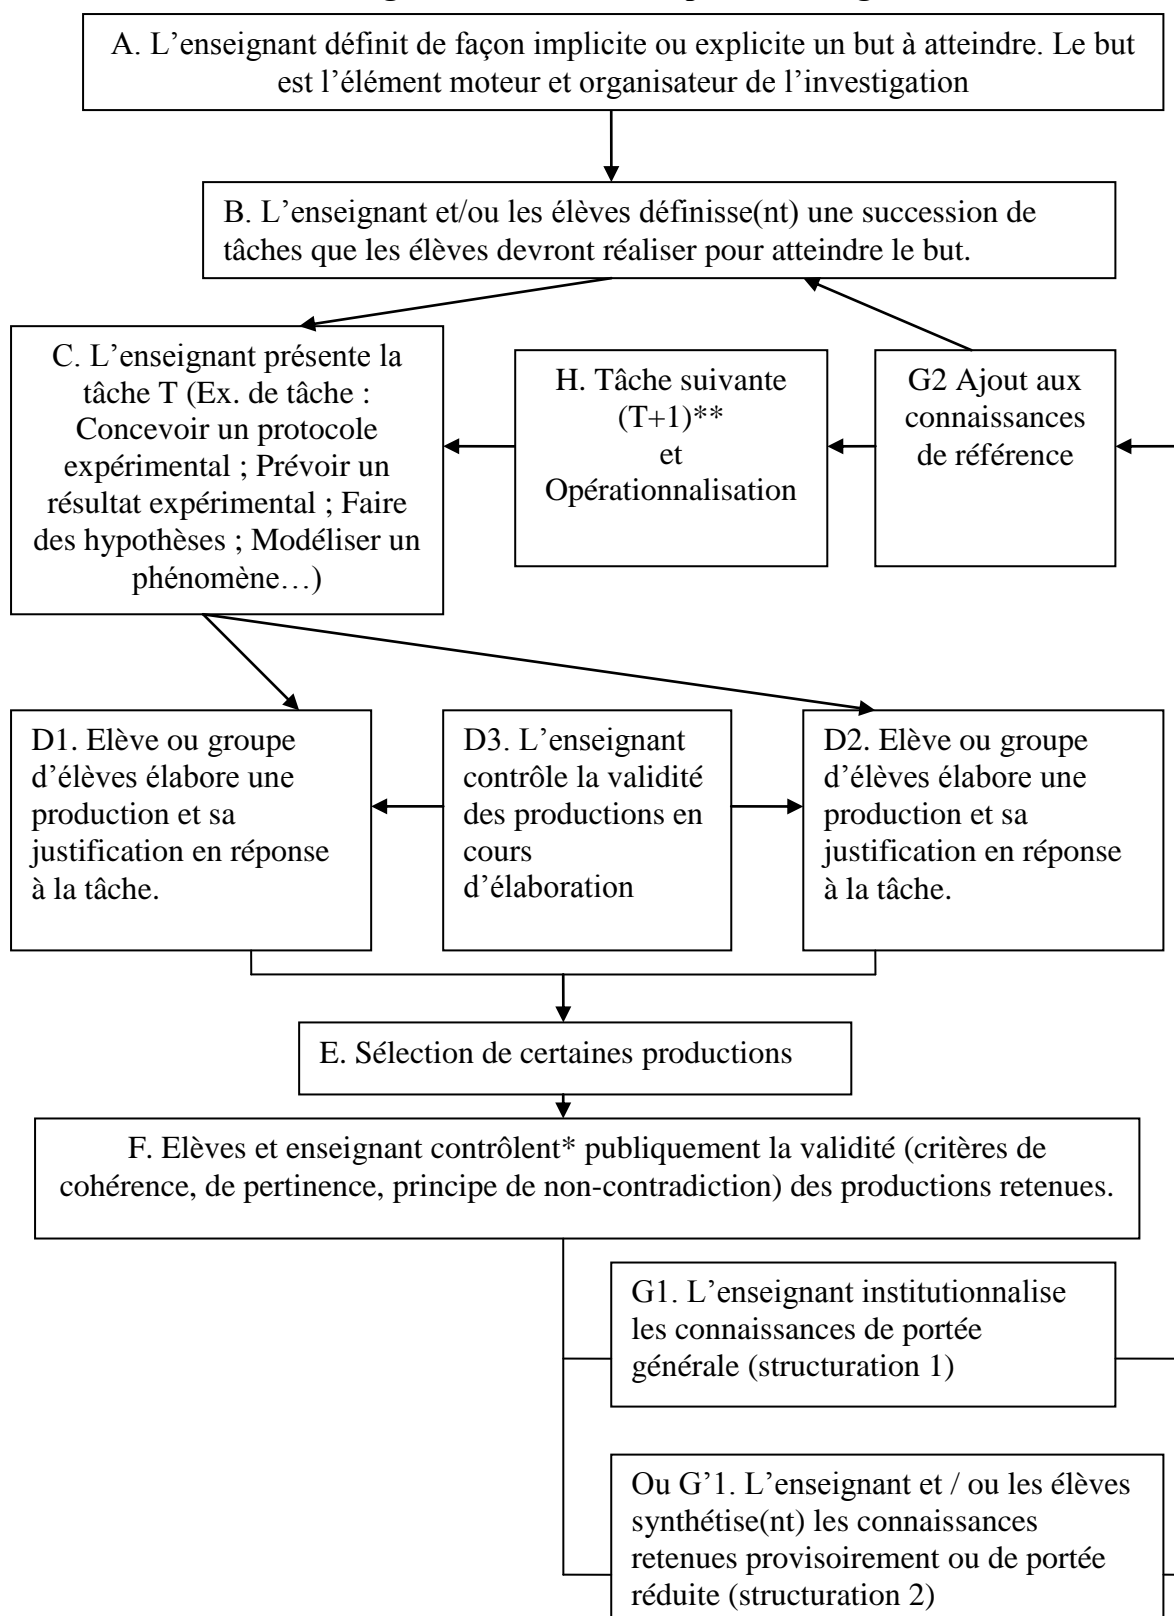 A. L’enseignant définit de façon implicite ou explicite un but à atteindre. Le but
est l’élément moteur et organisateur de l’investigation
B. L’enseignant et/ou les élèves définisse(nt) une succession de
tâches que les élèves devront réaliser pour atteindre le but.
C. L’enseignant présente la
tâche T (Ex. de tâche :
Concevoir un protocole
expérimental ; Prévoir un
résultat expérimental ; Faire
des hypothèses ; Modéliser un
phénomène…)
H. Tâche suivante
(T+1)**
et
Opérationnalisation
G2 Ajout aux
connaissances
de référence
D1. Elève ou groupe
d’élèves élabore une
production et sa
justification en réponse
à la tâche.
D3. L’enseignant
contrôle la validité
des productions en
cours
d’élaboration
D2. Elève ou groupe
d’élèves élabore une
production et sa
justification en réponse
à la tâche.
E. Sélection de certaines productions
F. Elèves et enseignant contrôlent* publiquement la validité (critères de
cohérence, de pertinence, principe de non-contradiction) des productions retenues.
G1. L’enseignant institutionnalise
les connaissances de portée
générale (structuration 1)
Ou G’1. L’enseignant et / ou les élèves
synthétise(nt) les connaissances
retenues provisoirement ou de portée
réduite (structuration 2)